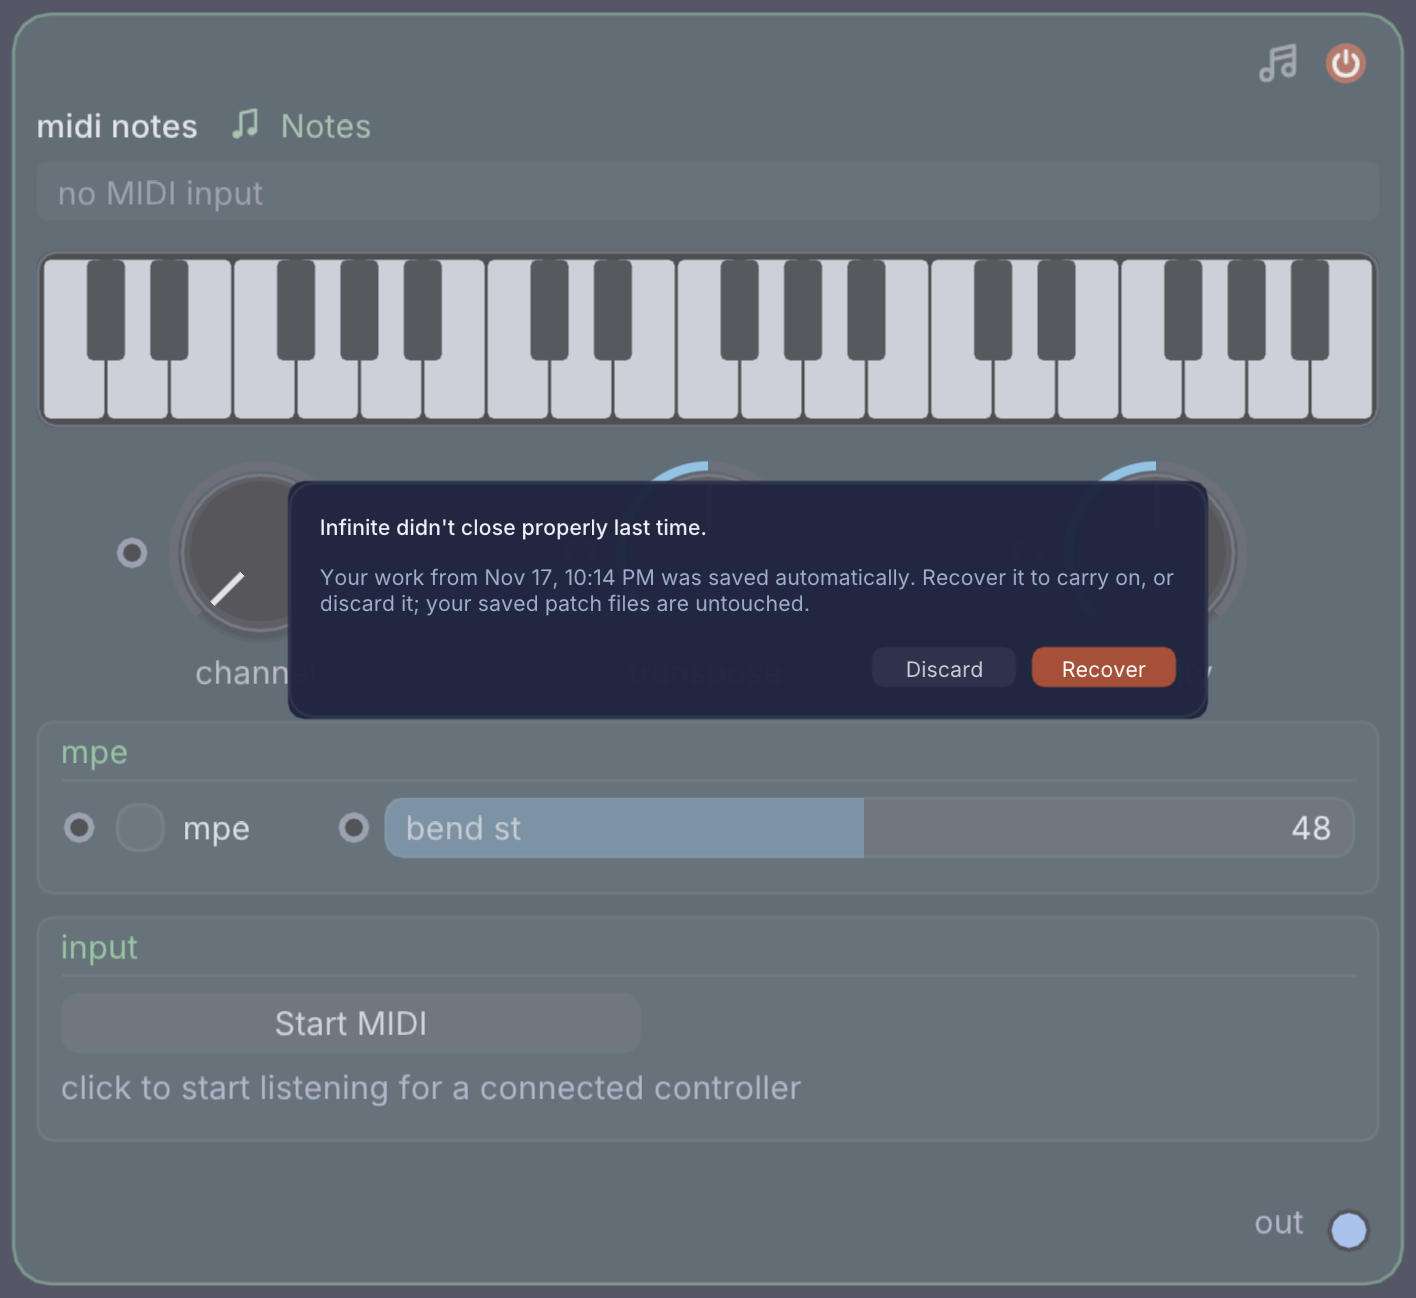 midi notes Notes
no MIDI input
Infinite didn't close properly last time.
Your work from Nov 17, 10:14 PM was saved automatically. Recover it to carry on, or
discard it; your saved patch files are untouched.
Discard Recover
channel transpose
mpe
mpe bend st 48
input
Start MIDI
click to start listening for a connected controller
out